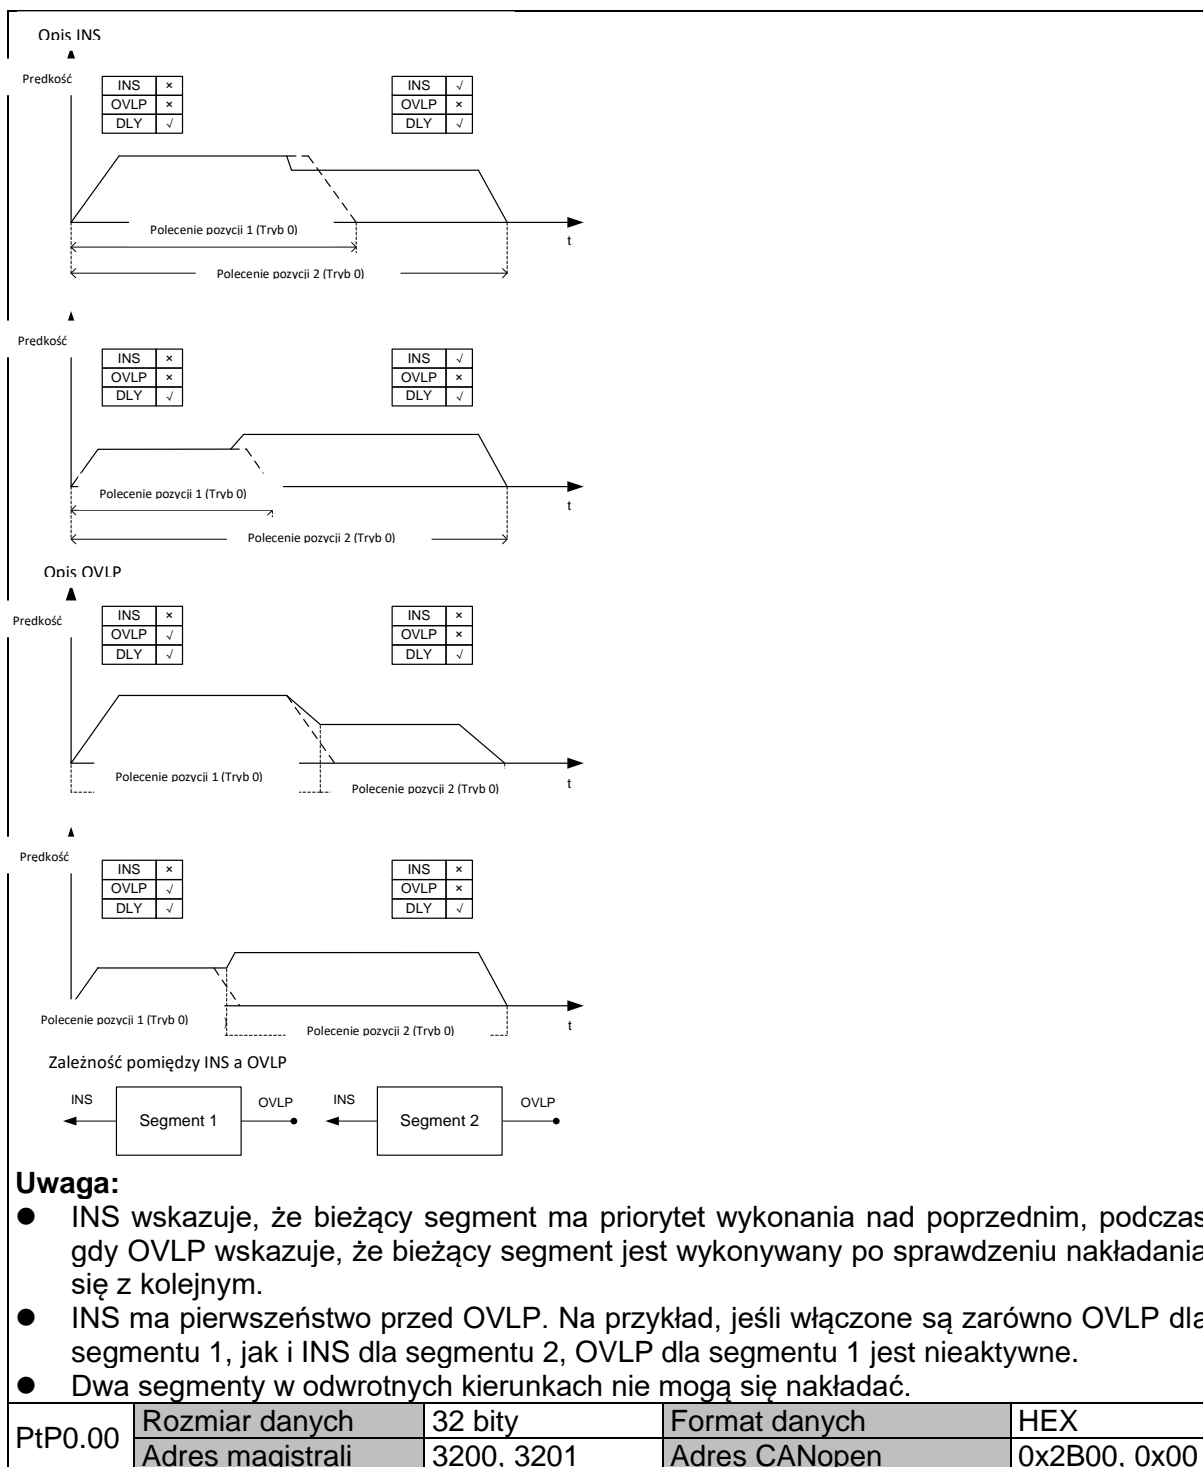 Opis INS
Prędkość
INS × INS √
OVLP × OVLP ×
DLY √ DLY √
Polecenie pozycji 1 (Tryb 0)
t
Polecenie pozycji 2 (Tryb 0)
Prędkość
INS × INS √
OVLP × OVLP ×
DLY √ DLY √
Polecenie pozycji 1 (Tryb 0)
t
Polecenie pozycji 2 (Tryb 0)
Opis OVLP
Prędkość
INS × INS ×
OVLP √ OVLP ×
DLY √ DLY √
Polecenie pozycji 1 (Tryb 0)
Polecenie pozycji 2 (Tryb 0)
t
Prędkość
INS × INS ×
OVLP √ OVLP ×
DLY √ DLY √
Polecenie pozycji 1 (Tryb 0)
Polecenie pozycji 2 (Tryb 0)
t
Zależność pomiędzy INS a OVLP
INS Segment 1 OVLP INS Segment 2 OVLP
Uwaga:
● INS wskazuje, że bieżący segment ma priorytet wykonania nad poprzednim, podczas
gdy OVLP wskazuje, że bieżący segment jest wykonywany po sprawdzeniu nakładania
się z kolejnym.
● INS ma pierwszeństwo przed OVLP. Na przykład, jeśli włączone są zarówno OVLP dla
segmentu 1, jak i INS dla segmentu 2, OVLP dla segmentu 1 jest nieaktywne.
● Dwa segmenty w odwrotnych kierunkach nie mogą się nakładać.
PtP0.00 Rozmiar danych 32 bity Format danych HEX
Adres magistrali 3200, 3201 Adres CANopen 0x2B00, 0x00